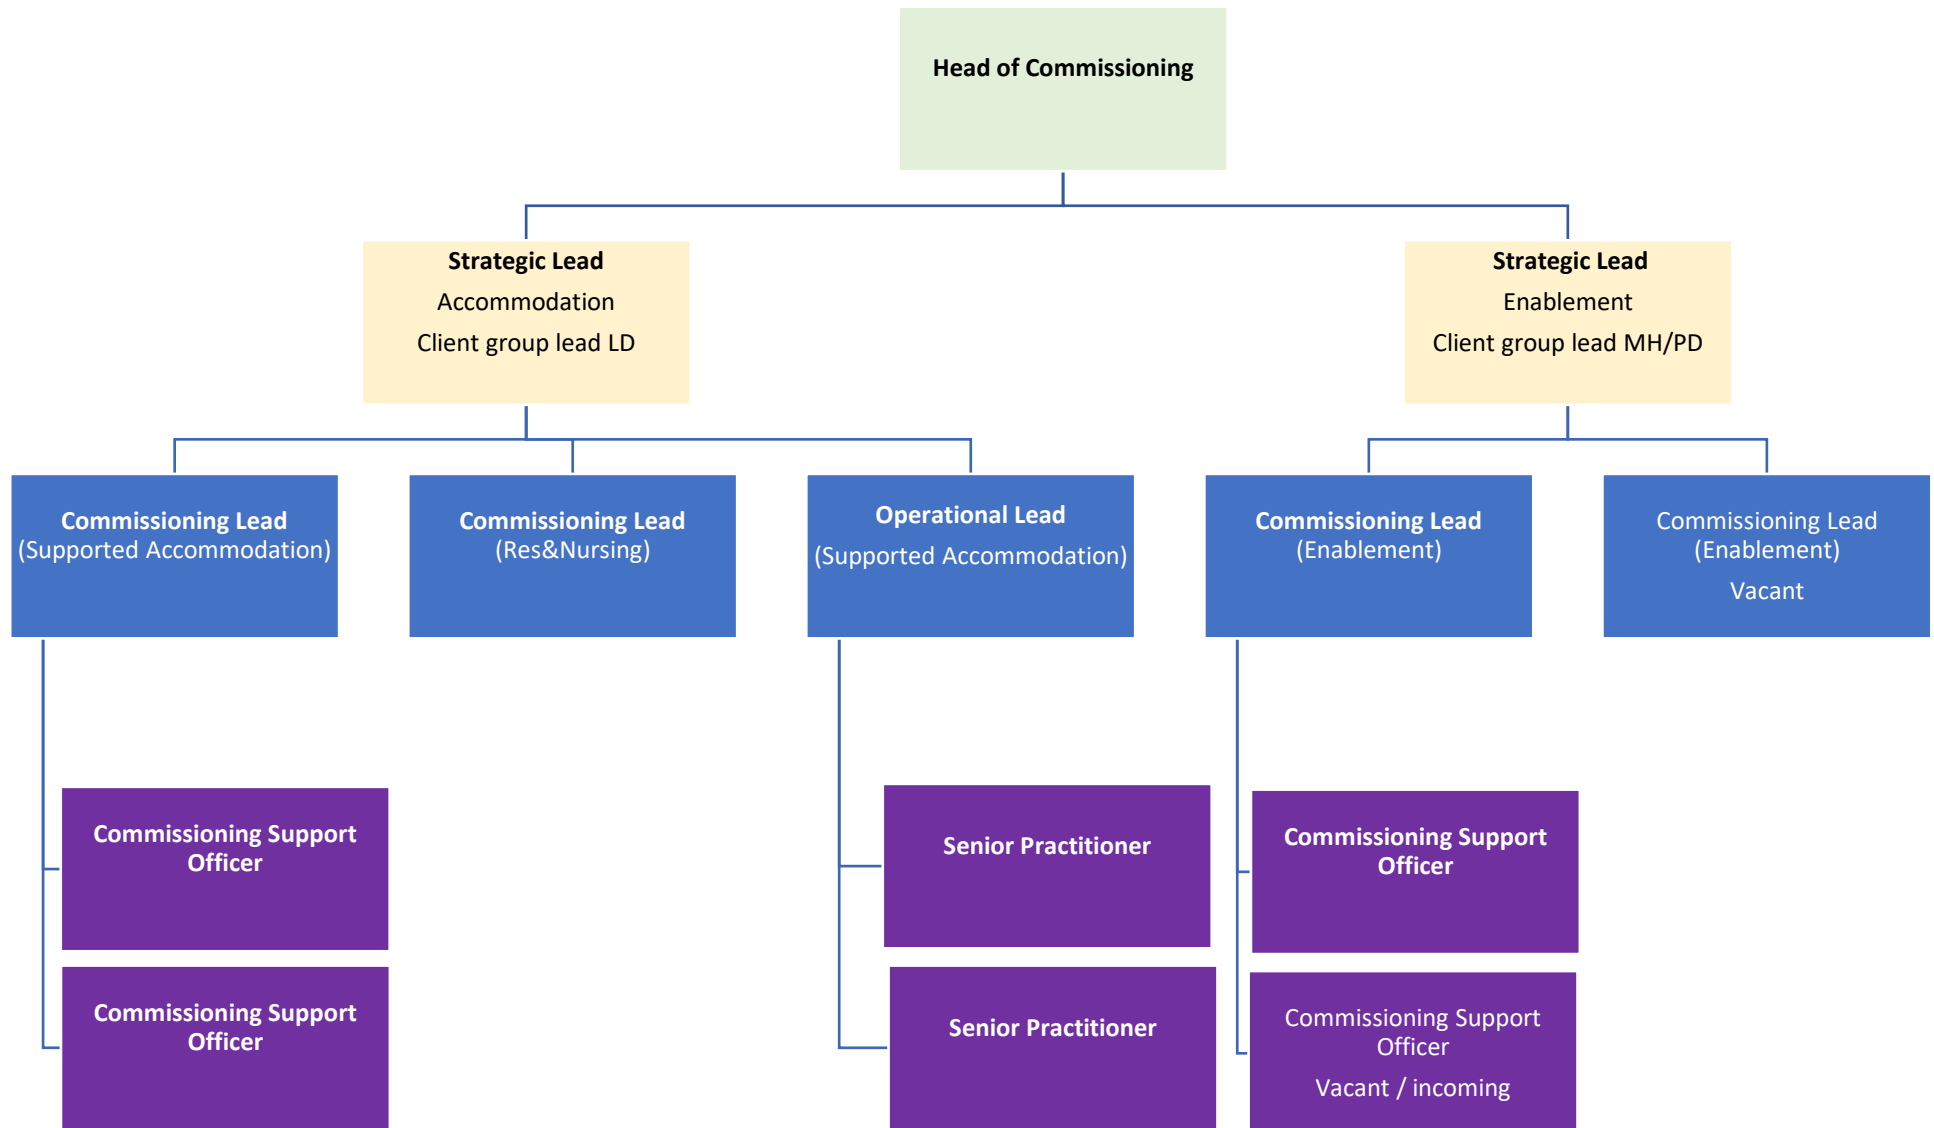 Head of Commissioning
Strategic Lead
Accommodation
Client group lead LD
Strategic Lead
Enablement
Client group lead MH/PD
Commissioning Lead
(Supported Accommodation)
Commissioning Lead
(Res&Nursing)
Operational Lead
(Supported Accommodation)
Commissioning Lead
(Enablement)
Commissioning Lead
(Enablement)
Vacant
Commissioning Support
Officer
Senior Practitioner
Commissioning Support
Officer
Commissioning Support
Officer
Senior Practitioner
Commissioning Support
Officer
Vacant / incoming